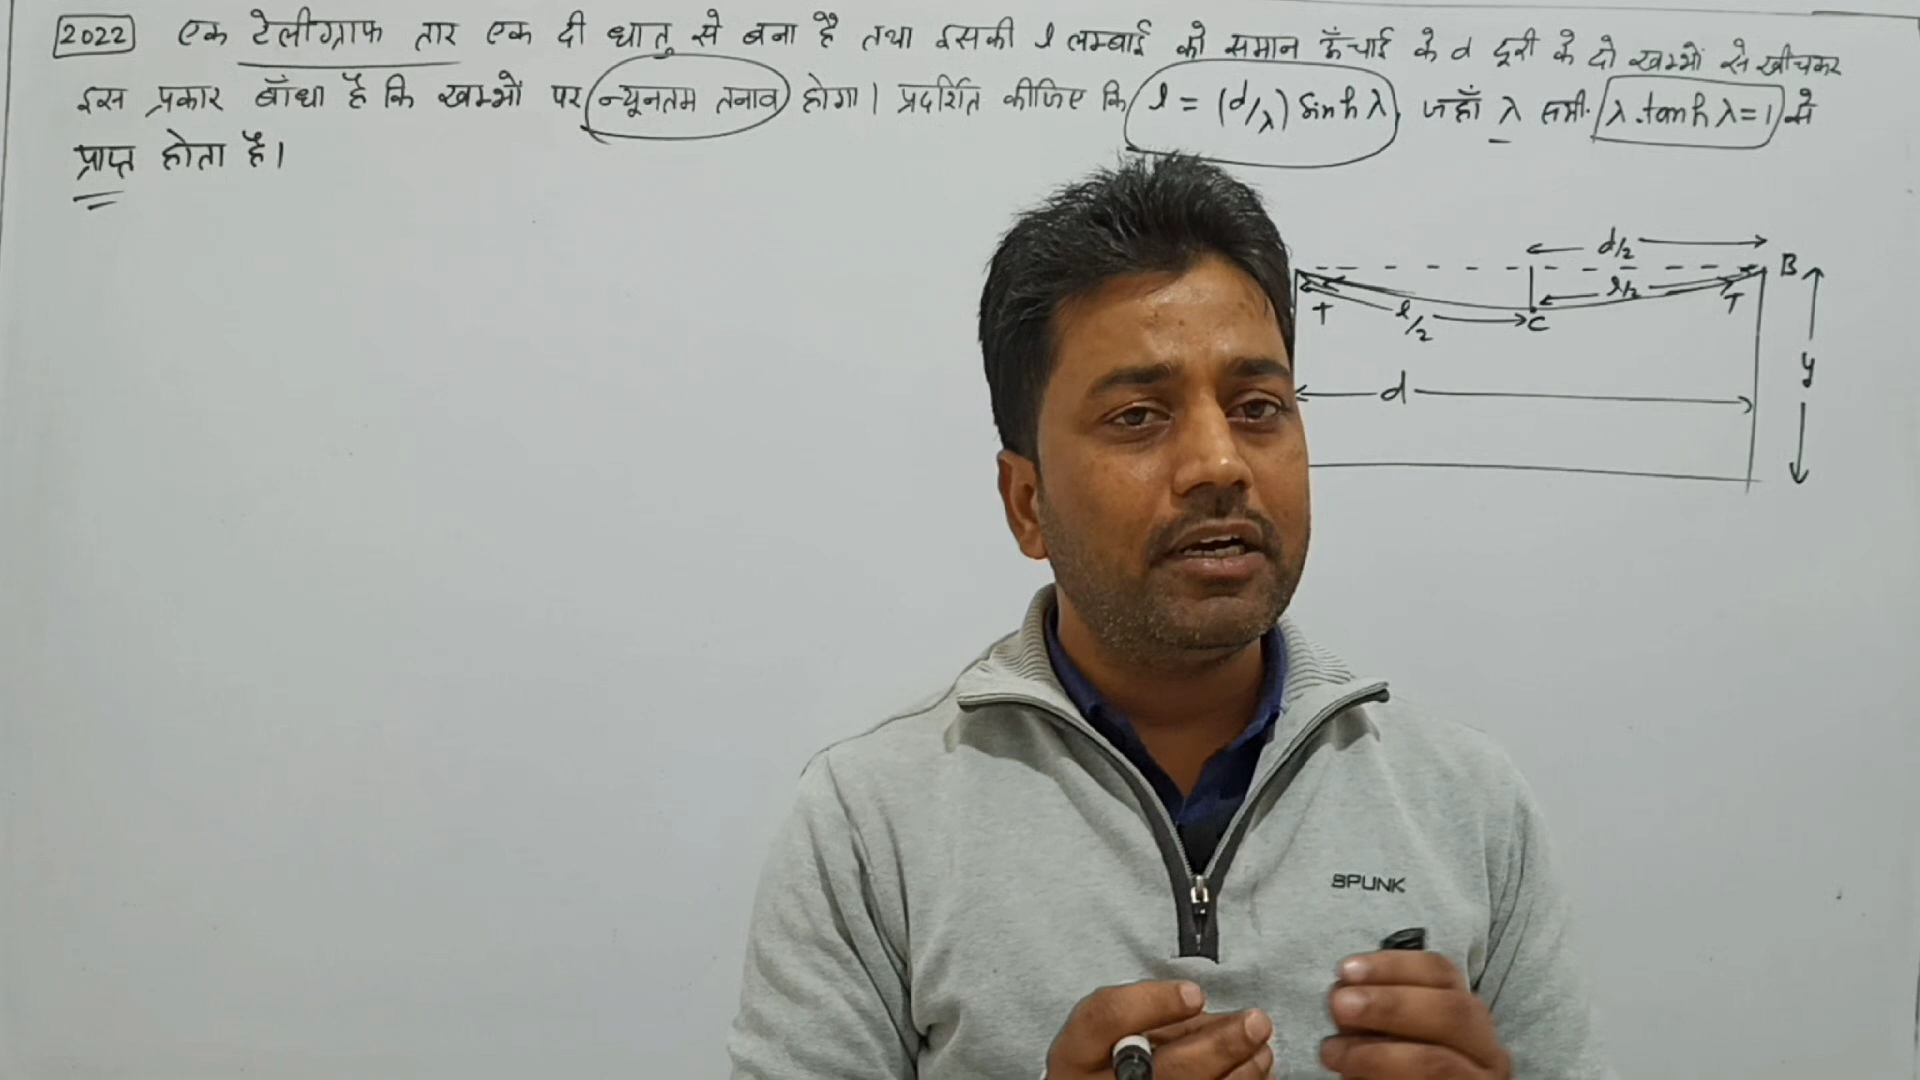 2022 एक टेलीग्राफ तार एक ही धातु से बना है तथा इसकी l लम्बाई को समान ऊँचाई के d दूरी के दो खम्भों से खींचकर
इस प्रकार बाँधा है कि खम्भों पर न्यूनतम तनाव होगा। प्रदर्शित कीजिए कि l = (d/λ) sinh λ, जहाँ λ समी. λ.tanh λ=1 से
प्राप्त होता है।
d/2
B
l/2
T
T
l/2
C
d
y
SPUNK